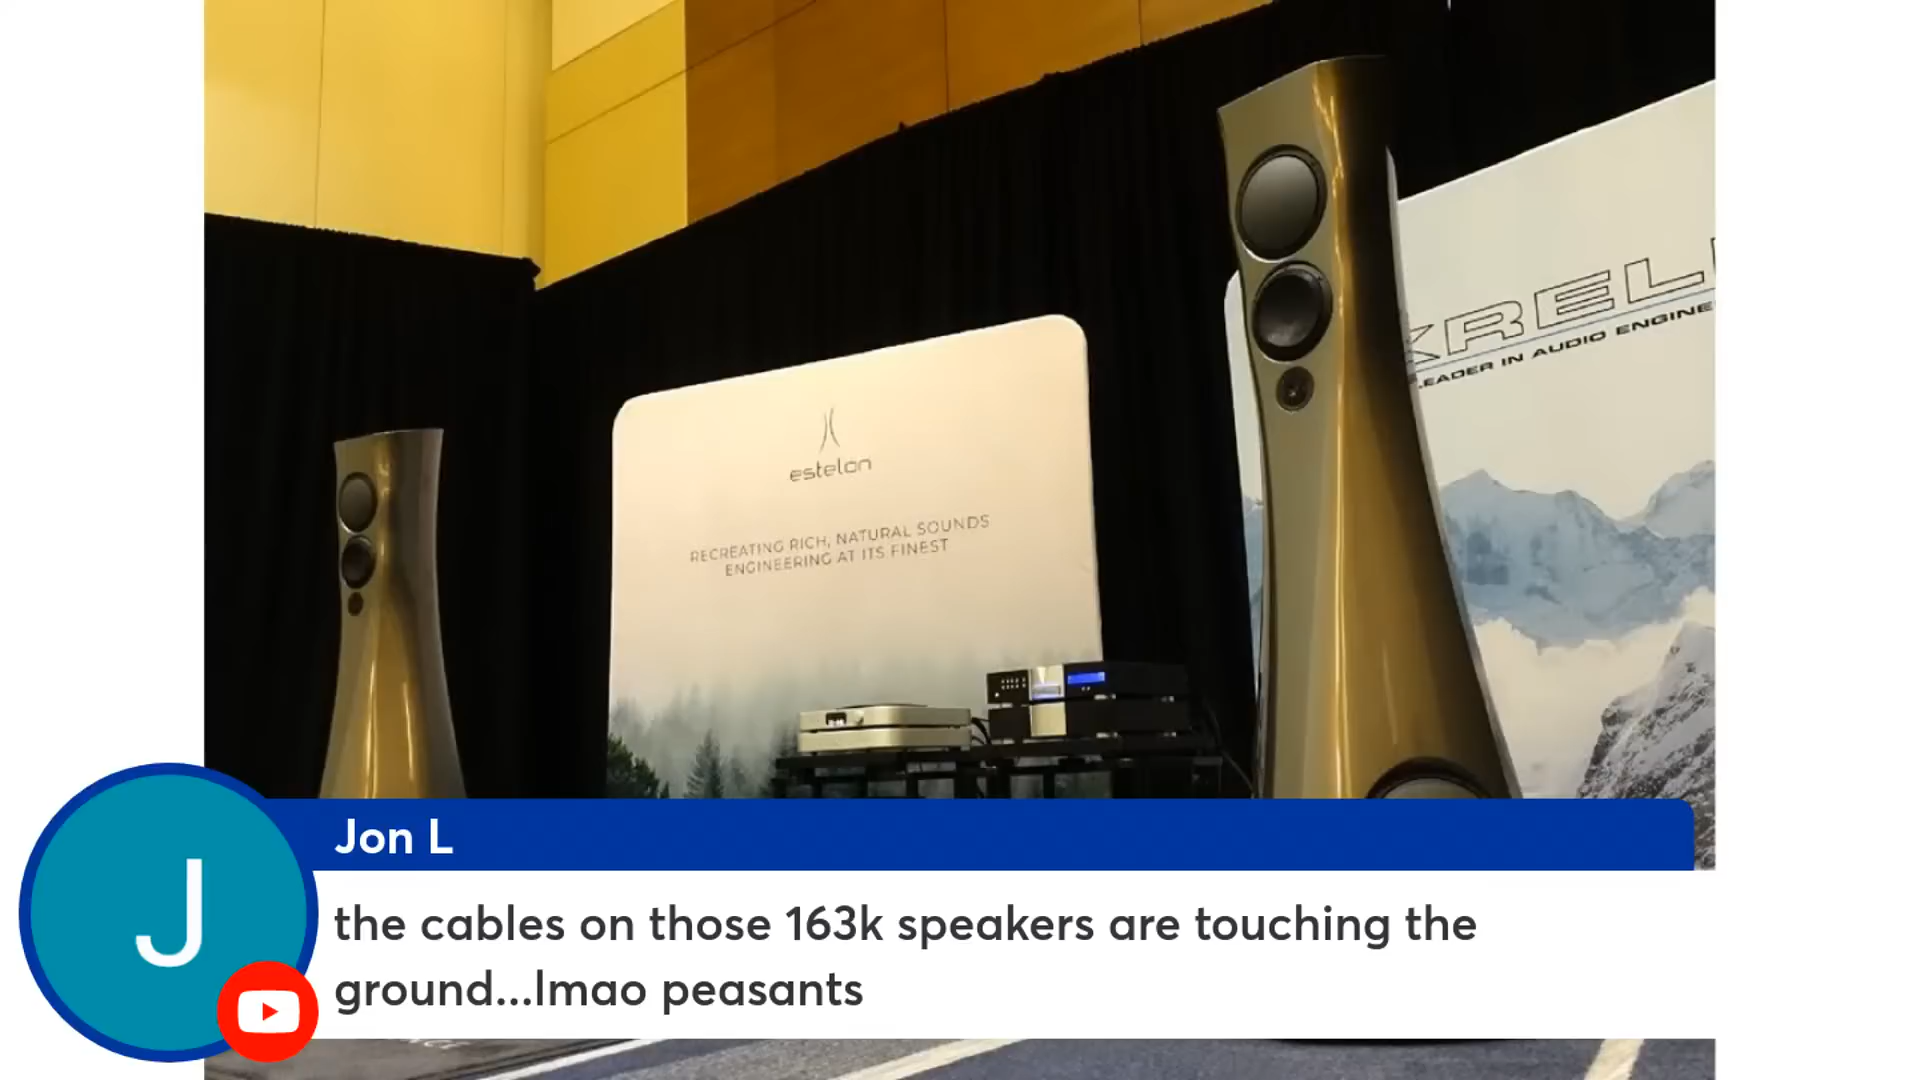 KREL
LEADER IN AUDIO ENGINE
estelon
RECREATING RICH, NATURAL SOUNDS
ENGINEERING AT ITS FINEST
J
Jon L
the cables on those 163k speakers are touching the
ground...lmao peasants